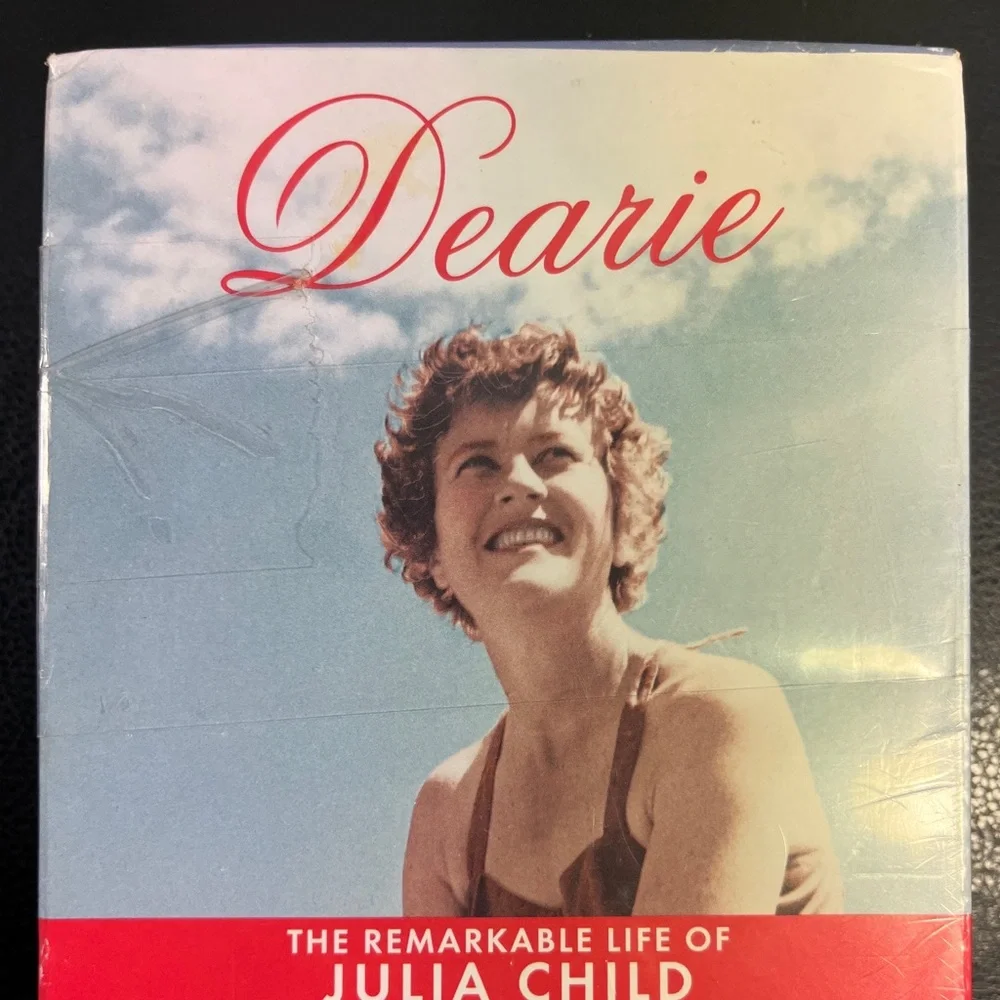 Dearie
THE REMARKABLE LIFE OF
JULIA CHILD